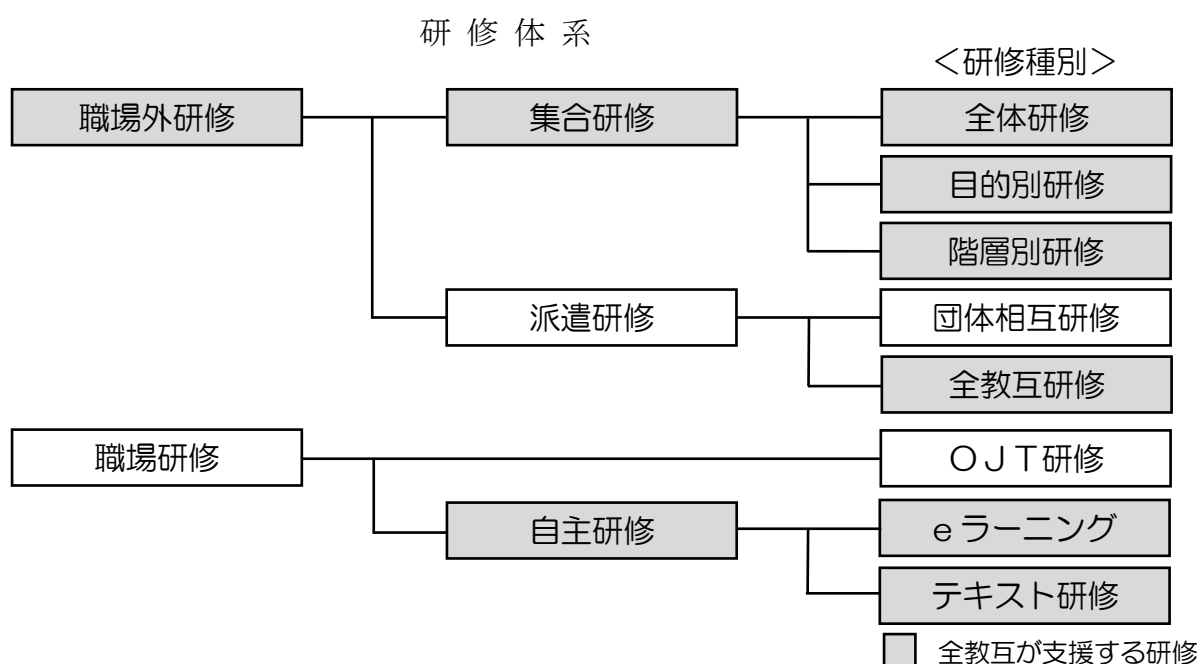 研修体系
＜研修種別＞
職場外研修
集合研修
全体研修
目的別研修
階層別研修
派遣研修
団体相互研修
全教互研修
職場研修
ＯＪＴ研修
自主研修
ｅラーニング
テキスト研修
全教互が支援する研修